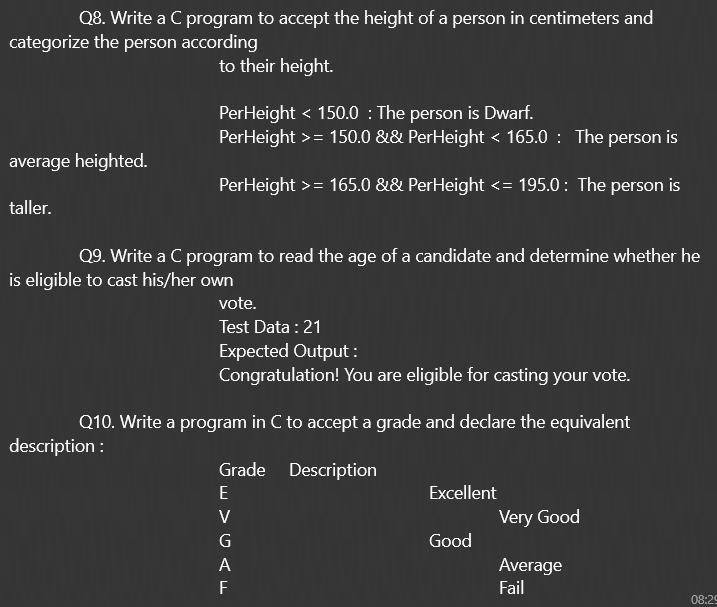 Q8. Write a C program to accept the height of a person in centimeters and
categorize the person according
to their height.
PerHeight < 150.0 : The person is Dwarf.
PerHeight >= 150.0 && PerHeight < 165.0 : The person is
average heighted.
PerHeight >= 165.0 && PerHeight <= 195.0 : The person is
taller.
Q9. Write a C program to read the age of a candidate and determine whether he
is eligible to cast his/her own
vote.
Test Data : 21
Expected Output :
Congratulation! You are eligible for casting your vote.
Q10. Write a program in C to accept a grade and declare the equivalent
description :
Grade Description
E Excellent
V Very Good
G Good
A Average
F Fail
08:29